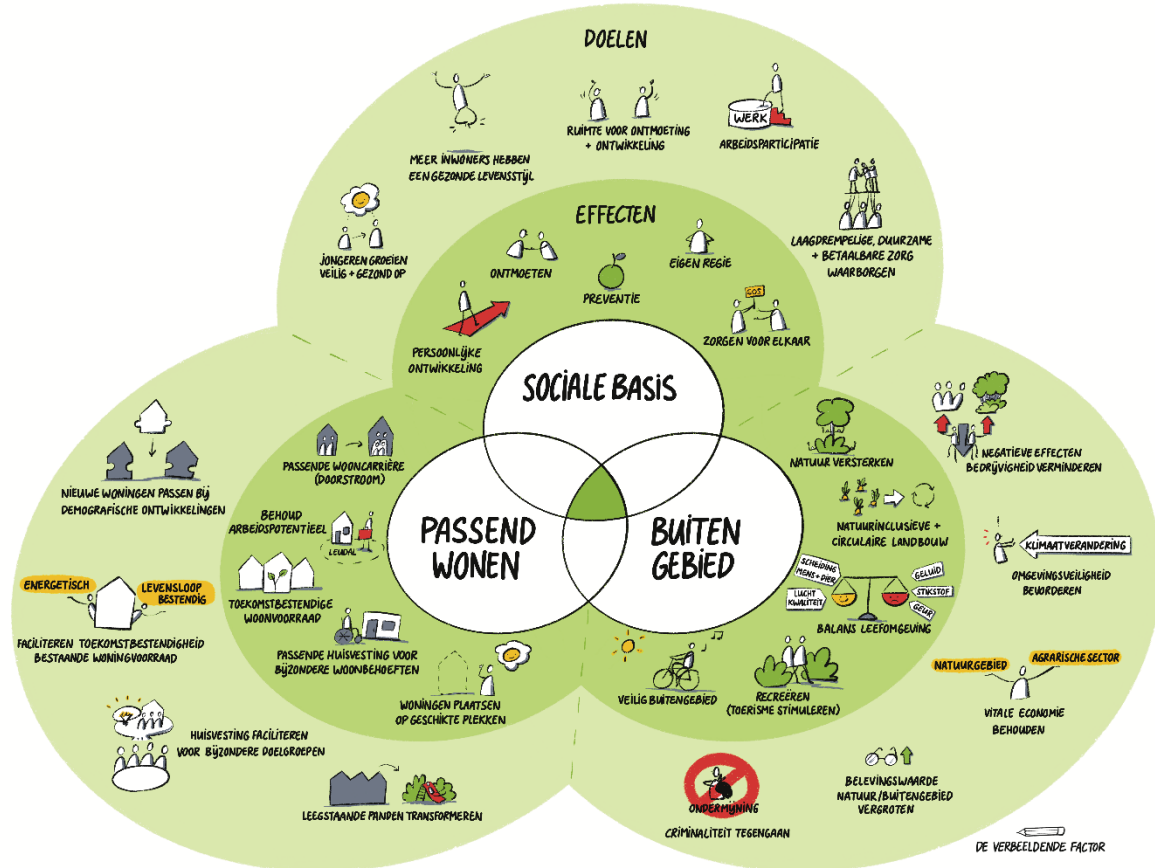 DOELEN
MEER INWONERS HEBBEN
EEN GEZONDE LEVENSSTIJL
RUIMTE VOOR ONTMOETING
+ ONTWIKKELING
WERK
ARBEIDSPARTICIPATIE
JONGEREN GROEIEN
VEILIG + GEZOND OP
LAAGDREMPELIGE, DUURZAME
+ BETAALBARE ZORG
WAARBORGEN
EFFECTEN
ONTMOETEN
EIGEN REGIE
PREVENTIE
PERSOONLIJKE
ONTWIKKELING
SOS
ZORGEN VOOR ELKAAR
SOCIALE BASIS
PASSEND
WONEN
BUITEN
GEBIED
NIEUWE WONINGEN PASSEN BIJ
DEMOGRAFISCHE ONTWIKKELINGEN
ENERGETISCH
LEVENSLOOP
BESTENDIG
FACILITEREN TOEKOMSTBESTENDIGHEID
BESTAANDE WONINGVOORRAAD
HUISVESTING FACILITEREN
VOOR BIJZONDERE DOELGROEPEN
LEEGSTAANDE PANDEN TRANSFORMEREN
PASSENDE WOONCARRIÈRE
(DOORSTROOM)
BEHOUD
ARBEIDSPOTENTIEEL
LEUDAL
TOEKOMSTBESTENDIGE
WOONVOORRAAD
PASSENDE HUISVESTING VOOR
BIJZONDERE WOONBEHOEFTEN
WONINGEN PLAATSEN
OP GESCHIKTE PLEKKEN
NATUUR VERSTERKEN
NATUURINCLUSIEVE +
CIRCULAIRE LANDBOUW
SCHEIDING
MENS+DIER
LUCHT
KWALITEIT
GELUID
STIKSTOF
GEUR
BALANS LEEFOMGEVING
VEILIG BUITENGEBIED
RECREËREN
(TOERISME STIMULEREN)
NEGATIEVE EFFECTEN
BEDRIJVIGHEID VERMINDEREN
KLIMAATVERANDERING
OMGEVINGSVEILIGHEID
BEVORDEREN
NATUURGEBIED
AGRARISCHE SECTOR
VITALE ECONOMIE
BEHOUDEN
ONDERMIJNING
CRIMINALITEIT TEGENGAAN
BELEVINGSWAARDE
NATUUR/BUITENGEBIED
VERGROTEN
DE VERBEELDENDE FACTOR